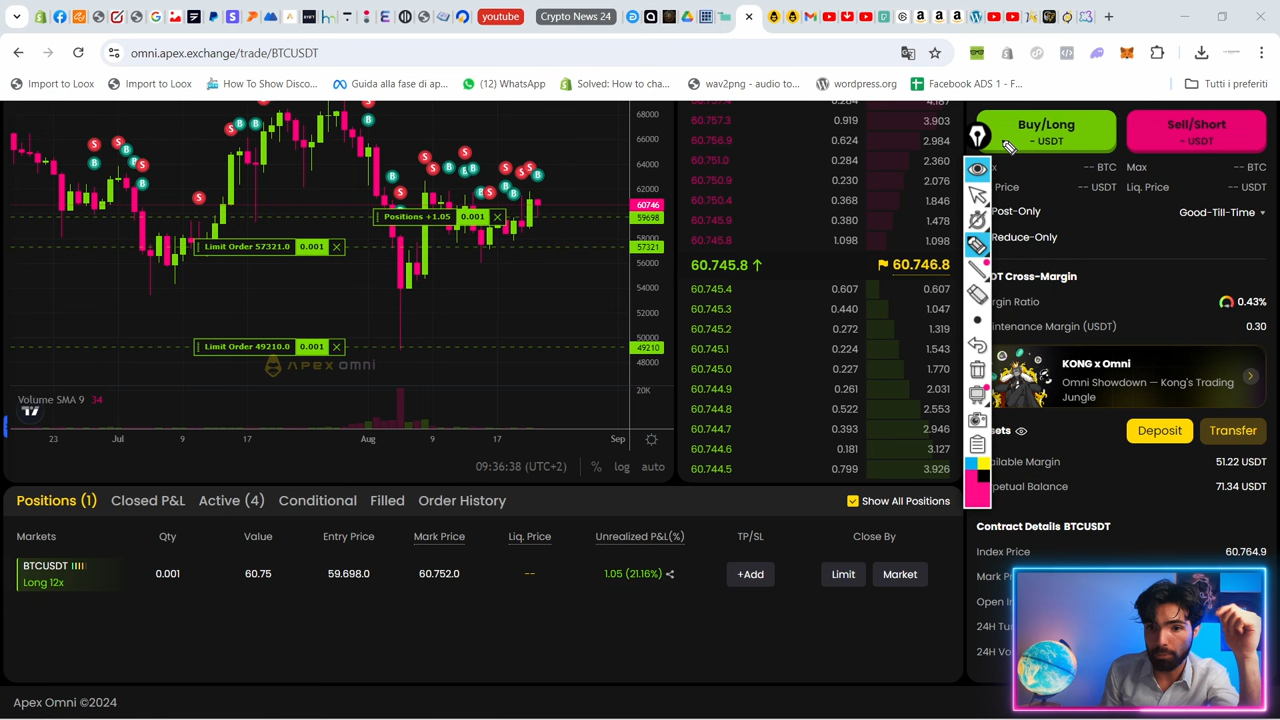 youtube
Crypto News 24
omni.apex.exchange/trade/BTCUSDT
Import to Loox
Import to Loox
How To Show Discov...
Guida alla fase di ap...
(12) WhatsApp
Solved: How to cha...
wav2png - audio to...
wordpress.org
Facebook ADS 1 - F...
Tutti i preferiti
68000
66000
64000
62000
60746
59698
58000
57321
56000
54000
52000
50000
49210
48000
20K
Positions +1.05 0.001
Limit Order 57321.0 0.001
Limit Order 49210.0 0.001
APEX omni
Volume SMA 9 34
23 Jul 9 17 Aug 9 17 Sep
09:36:38 (UTC+2) % log auto
60.757.3 0.919 3.903
60.756.9 0.624 2.984
60.751.0 0.284 2.360
60.750.9 0.230 2.076
60.750.4 0.368 1.846
60.745.9 0.380 1.478
60.745.8 1.098 1.098
60.745.8 ↑ 60.746.8
60.745.4 0.607 0.607
60.745.3 0.440 1.047
60.745.2 0.272 1.319
60.745.1 0.224 1.543
60.745.0 0.227 1.770
60.744.9 0.261 2.031
60.744.8 0.522 2.553
60.744.7 0.393 2.946
60.744.6 0.181 3.127
60.744.5 0.799 3.926
Buy/Long
- USDT
Sell/Short
- USDT
-- BTC Max -- BTC
Price -- USDT Liq. Price -- USDT
Post-Only Good-Till-Time
Reduce-Only
Cross-Margin
Ratio 0.43%
Margin (USDT) 0.30
KONG x Omni
Omni Showdown — Kong's Trading
Jungle
Deposit Transfer
Margin 51.22 USDT
Balance 71.34 USDT
Contract Details BTCUSDT
Index Price 60.764.9
Mark
Open
24H
24H
Positions (1) Closed P&L Active (4) Conditional Filled Order History Show All Positions
Markets Qty Value Entry Price Mark Price Liq. Price Unrealized P&L(%) TP/SL Close By
BTCUSDT
Long 12x
0.001 60.75 59.698.0 60.752.0 -- 1.05 (21.16%) +Add Limit Market
Apex Omni ©2024